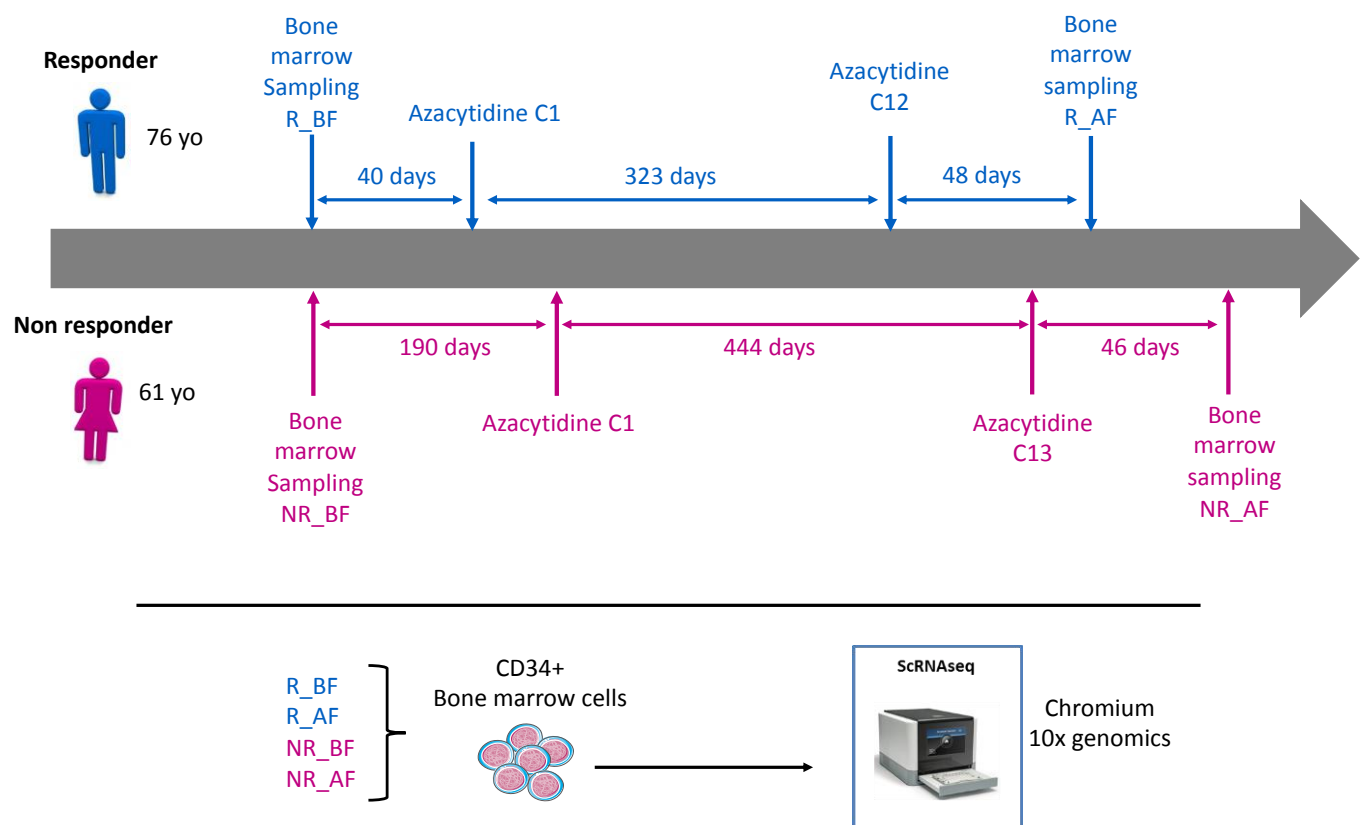 Responder
76 yo
Bone
marrow
Sampling
R_BF
Azacytidine C1
Azacytidine
C12
Bone
marrow
sampling
R_AF
40 days
323 days
48 days
Non responder
61 yo
190 days
444 days
46 days
Bone
marrow
Sampling
NR_BF
Azacytidine C1
Azacytidine
C13
Bone
marrow
sampling
NR_AF
R_BF
R_AF
NR_BF
NR_AF
CD34+
Bone marrow cells
ScRNAseq
Chromium
10x genomics